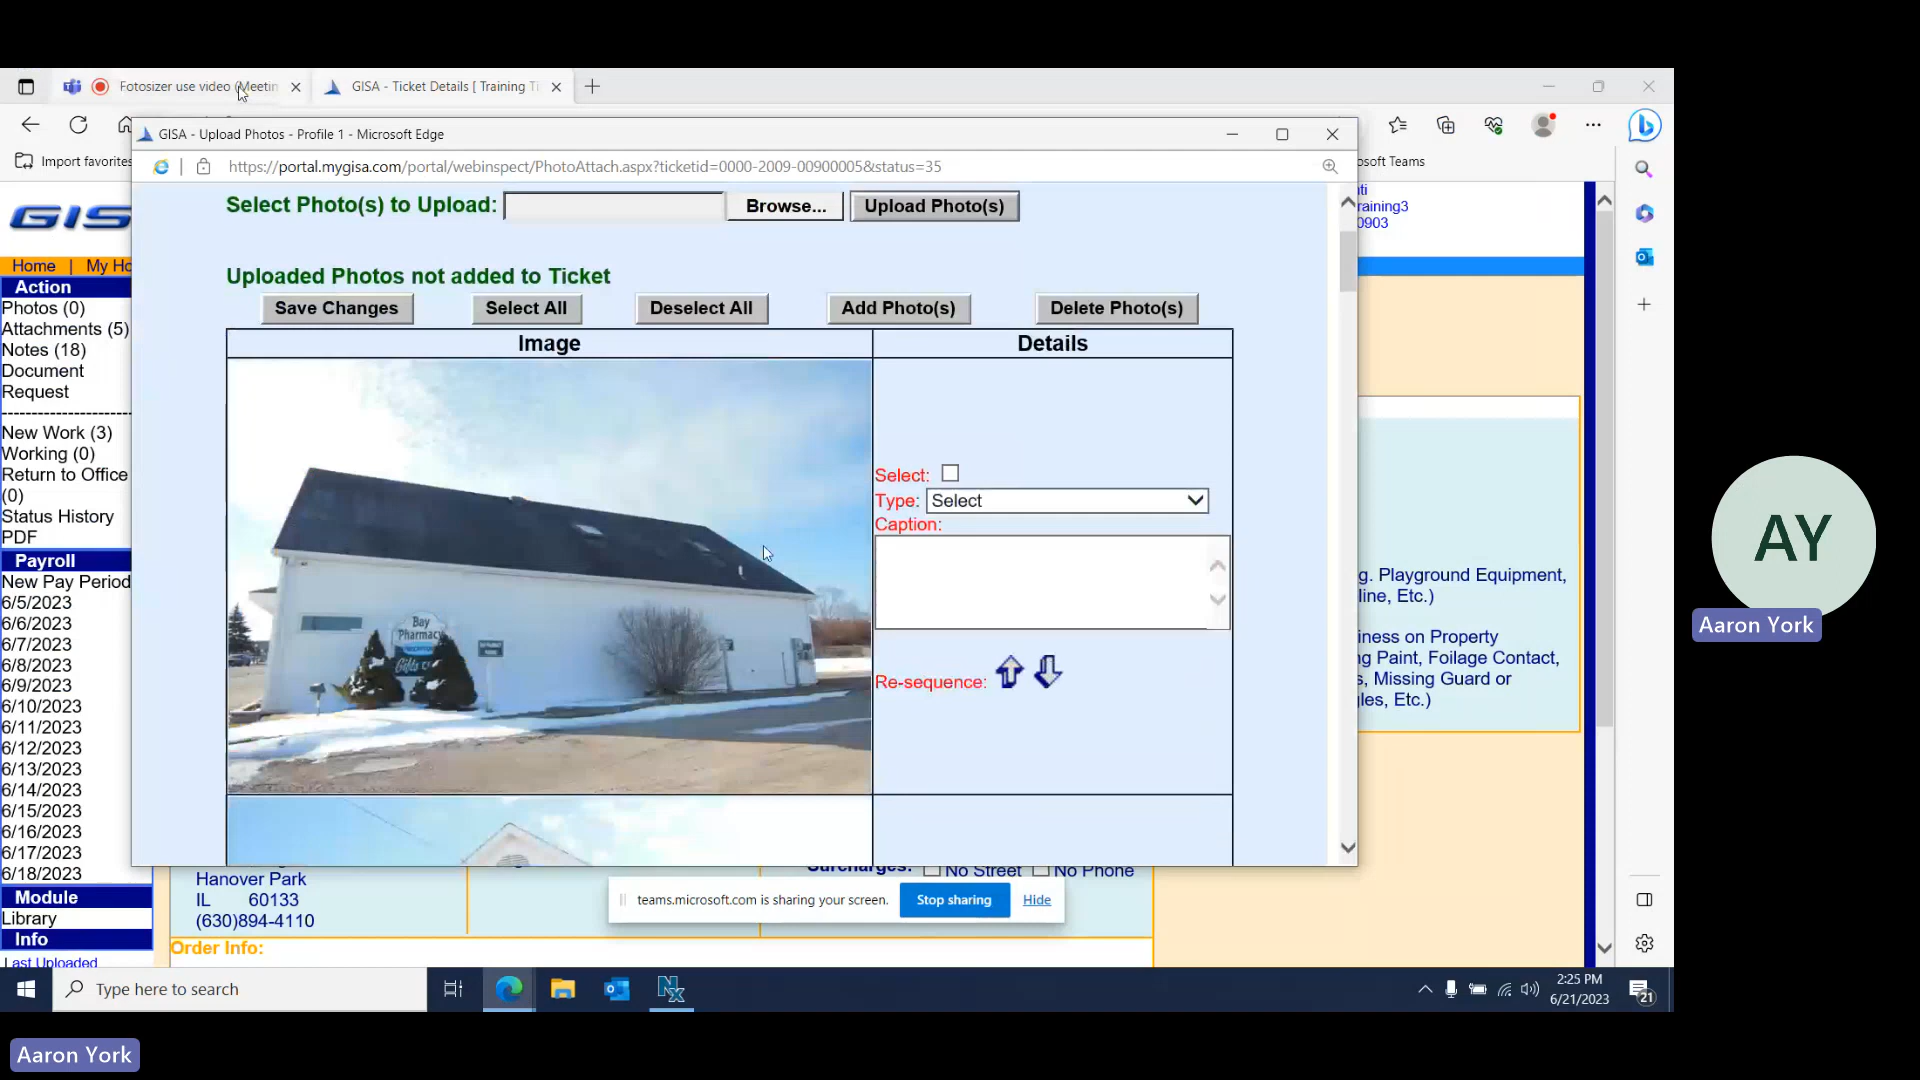 Fotosizer use video (Meetin
GISA - Ticket Details [ Training Ti
Import favorites
GISA - Upload Photos - Profile 1 - Microsoft Edge
https://portal.mygisa.com/portal/webinspect/PhotoAttach.aspx?ticketid=0000-2009-00900005&status=35
osoft Teams
nti
raining3
0903
GIS
Home | My Ho
Action
Photos (0)
Attachments (5)
Notes (18)
Document
Request
New Work (3)
Working (0)
Return to Office
(0)
Status History
PDF
Payroll
New Pay Period
6/5/2023
6/6/2023
6/7/2023
6/8/2023
6/9/2023
6/10/2023
6/11/2023
6/12/2023
6/13/2023
6/14/2023
6/15/2023
6/16/2023
6/17/2023
6/18/2023
Module
Library
Info
Last Uploaded
Select Photo(s) to Upload: Browse... Upload Photo(s)
Uploaded Photos not added to Ticket
Save Changes Select All Deselect All Add Photo(s) Delete Photo(s)
Image Details
Bay
Pharmacy
Gifts
Select:
Type: Select
Caption:
Re-sequence:
g. Playground Equipment,
line, Etc.)
iness on Property
ng Paint, Foilage Contact,
s, Missing Guard or
gles, Etc.)
Surcharges: No Street No Phone
Hanover Park
IL 60133
(630)894-4110
Order Info:
teams.microsoft.com is sharing your screen. Stop sharing Hide
Type here to search
2:25 PM
6/21/2023
21
AY
Aaron York
Aaron York